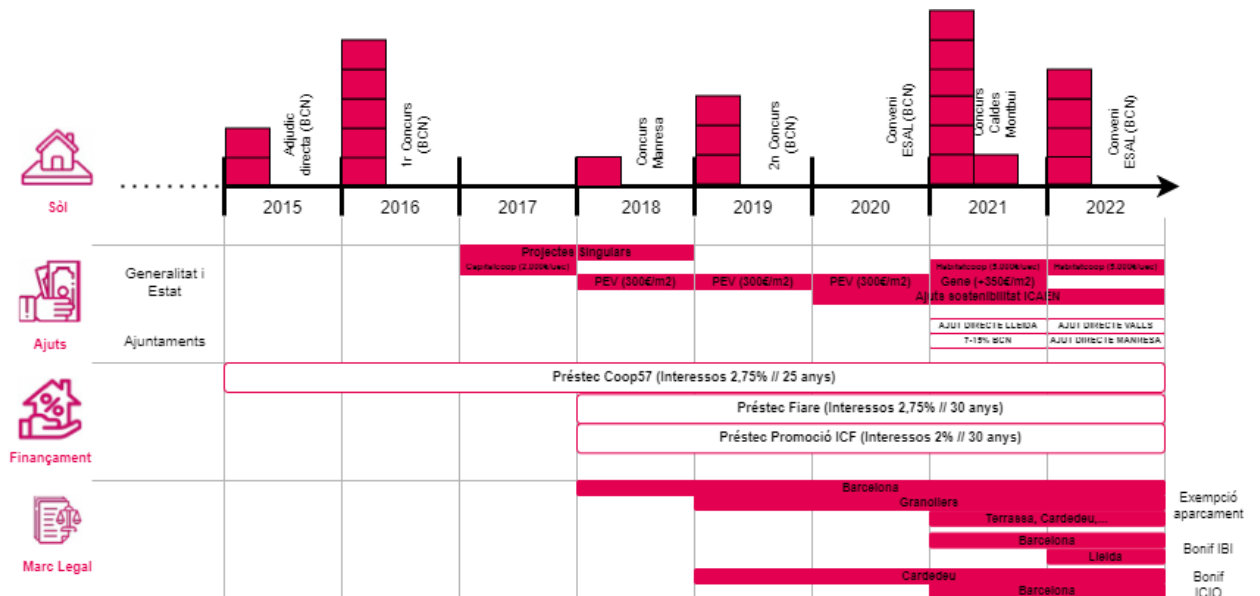 Adjudic
directa (BCN)
1r Concurs
(BCN)
Concurs
Manresa
2n Concurs
(BCN)
Conveni
ESAL (BCN)
Concurs
Caldes
Montbui
Conveni
ESAL (BCN)
Sòl
2015 2016 2017 2018 2019 2020 2021 2022
Projectes Singulars
Capitalcoop (2.000€/uec) Habitatcoop (5.000€/uec) Habitatcoop (5.000€/uec)
Generalitat i
Estat
PEV (300€/m2) PEV (300€/m2) PEV (300€/m2) Gene (+350€/m2)
Ajuts sostenibilitat ICAEN
Ajuts
Ajuntaments
AJUT DIRECTE LLEIDA AJUT DIRECTE VALLS
7-15% BCN AJUT DIRECTE MANRESA
Préstec Coop57 (Interessos 2,75% // 25 anys)
Préstec Fiare (Interessos 2,75% // 30 anys)
Préstec Promoció ICF (Interessos 2% // 30 anys)
Finançament
Barcelona
Granollers
Terrassa, Cardedeu,...
Exempció
aparcament
Barcelona
Lleida
Bonif IBI
Marc Legal
Cardedeu
Barcelona
Bonif
ICIO